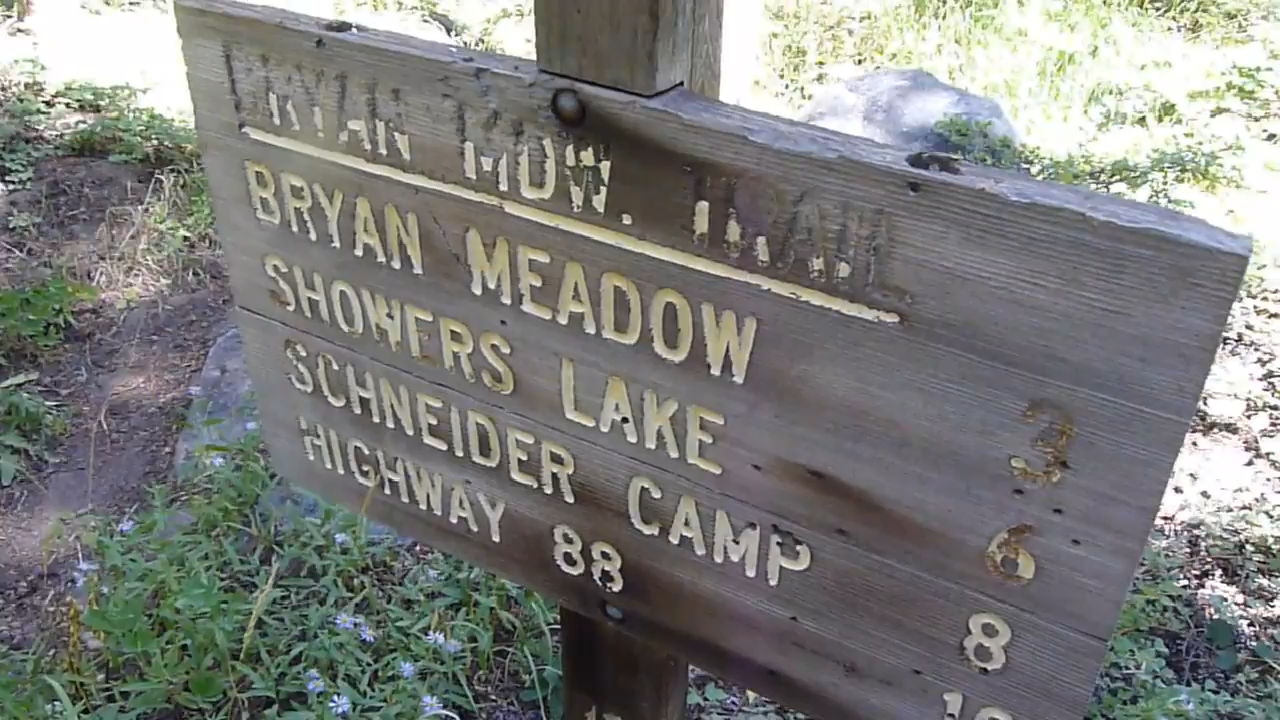 BRYAN MDW. TRAIL
BRYAN MEADOW 3
SHOWERS LAKE 6
SCHNEIDER CAMP 8
HIGHWAY 88